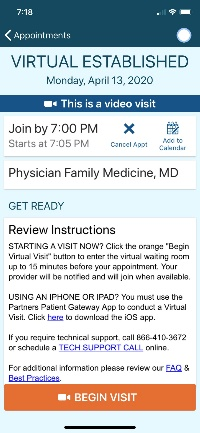 7:18
Appointments
VIRTUAL ESTABLISHED
Monday, April 13, 2020
This is a video visit
Join by 7:00 PM
Starts at 7:05 PM
Cancel Appt
Add to
Calendar
Physician Family Medicine, MD
GET READY
Review Instructions
STARTING A VISIT NOW? Click the orange "Begin
Virtual Visit" button to enter the virtual waiting room
up to 15 minutes before your appointment. Your
provider will be notified and will join when available.
USING AN IPHONE OR IPAD? You must use the
Partners Patient Gateway App to conduct a Virtual
Visit. Click here to download the iOS app.
If you require technical support, call 866-410-3672
or schedule a TECH SUPPORT CALL online.
For additional information please review our FAQ &
Best Practices.
BEGIN VISIT